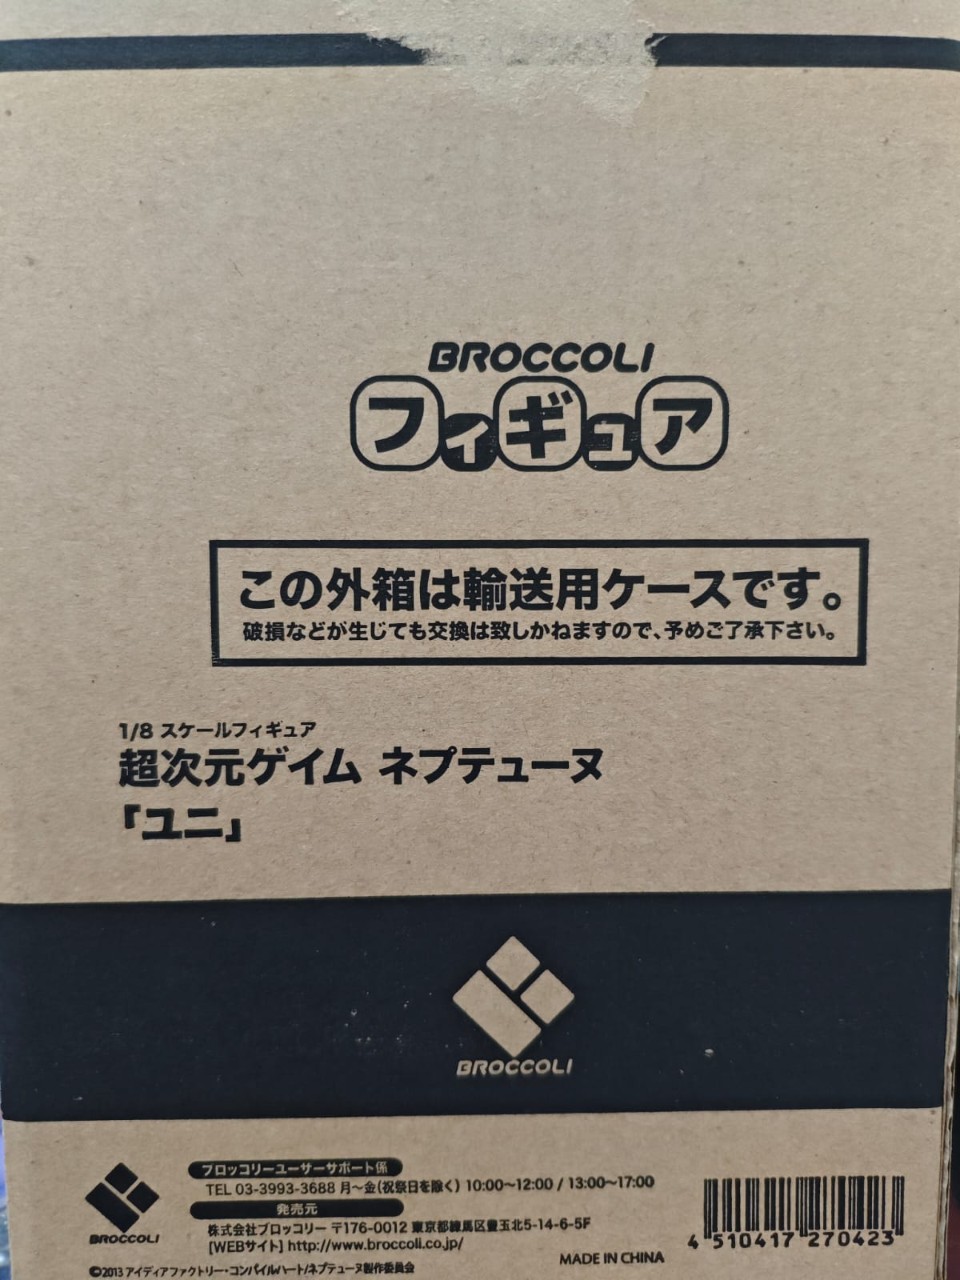 BROCCOLI
フィギュア
この外箱は輸送用ケースです。
破損などが生じても交換は致しかねますので、予めご了承下さい。
1/8 スケールフィギュア
超次元ゲイム ネプテューヌ
「ユニ」
BROCCOLI
ブロッコリーユーザーサポート係
TEL 03-3993-3688 月〜金(祝祭日を除く) 10:00〜12:00 / 13:00〜17:00
発売元
株式会社ブロッコリー 〒176-0012 東京都練馬区豊玉北5-14-6-5F
[WEBサイト] http://www.broccoli.co.jp/
BROCCOLI
©2013 アイディアファクトリー・コンパイルハート/ネプテューヌ製作委員会
MADE IN CHINA
4 510417 270423